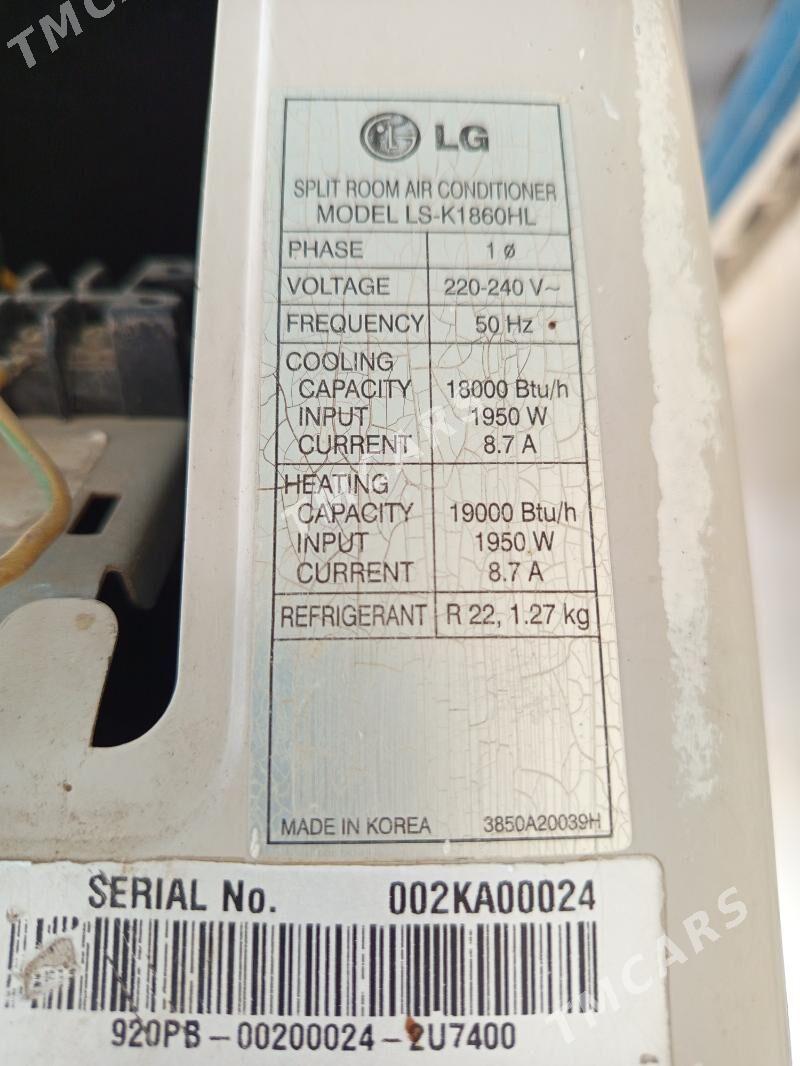 TMCARS
LG
SPLIT ROOM AIR CONDITIONER
MODEL LS-K1860HL
PHASE 1 ø
VOLTAGE 220-240 V~
FREQUENCY 50 Hz
COOLING
CAPACITY 18000 Btu/h
INPUT 1950 W
CURRENT 8.7 A
TMCARS
HEATING
CAPACITY 19000 Btu/h
INPUT 1950 W
CURRENT 8.7 A
REFRIGERANT R 22, 1.27 kg
MADE IN KOREA 3850A20039H
SERIAL No. 002KA00024
TMCARS
920PB-00200024-2U7400